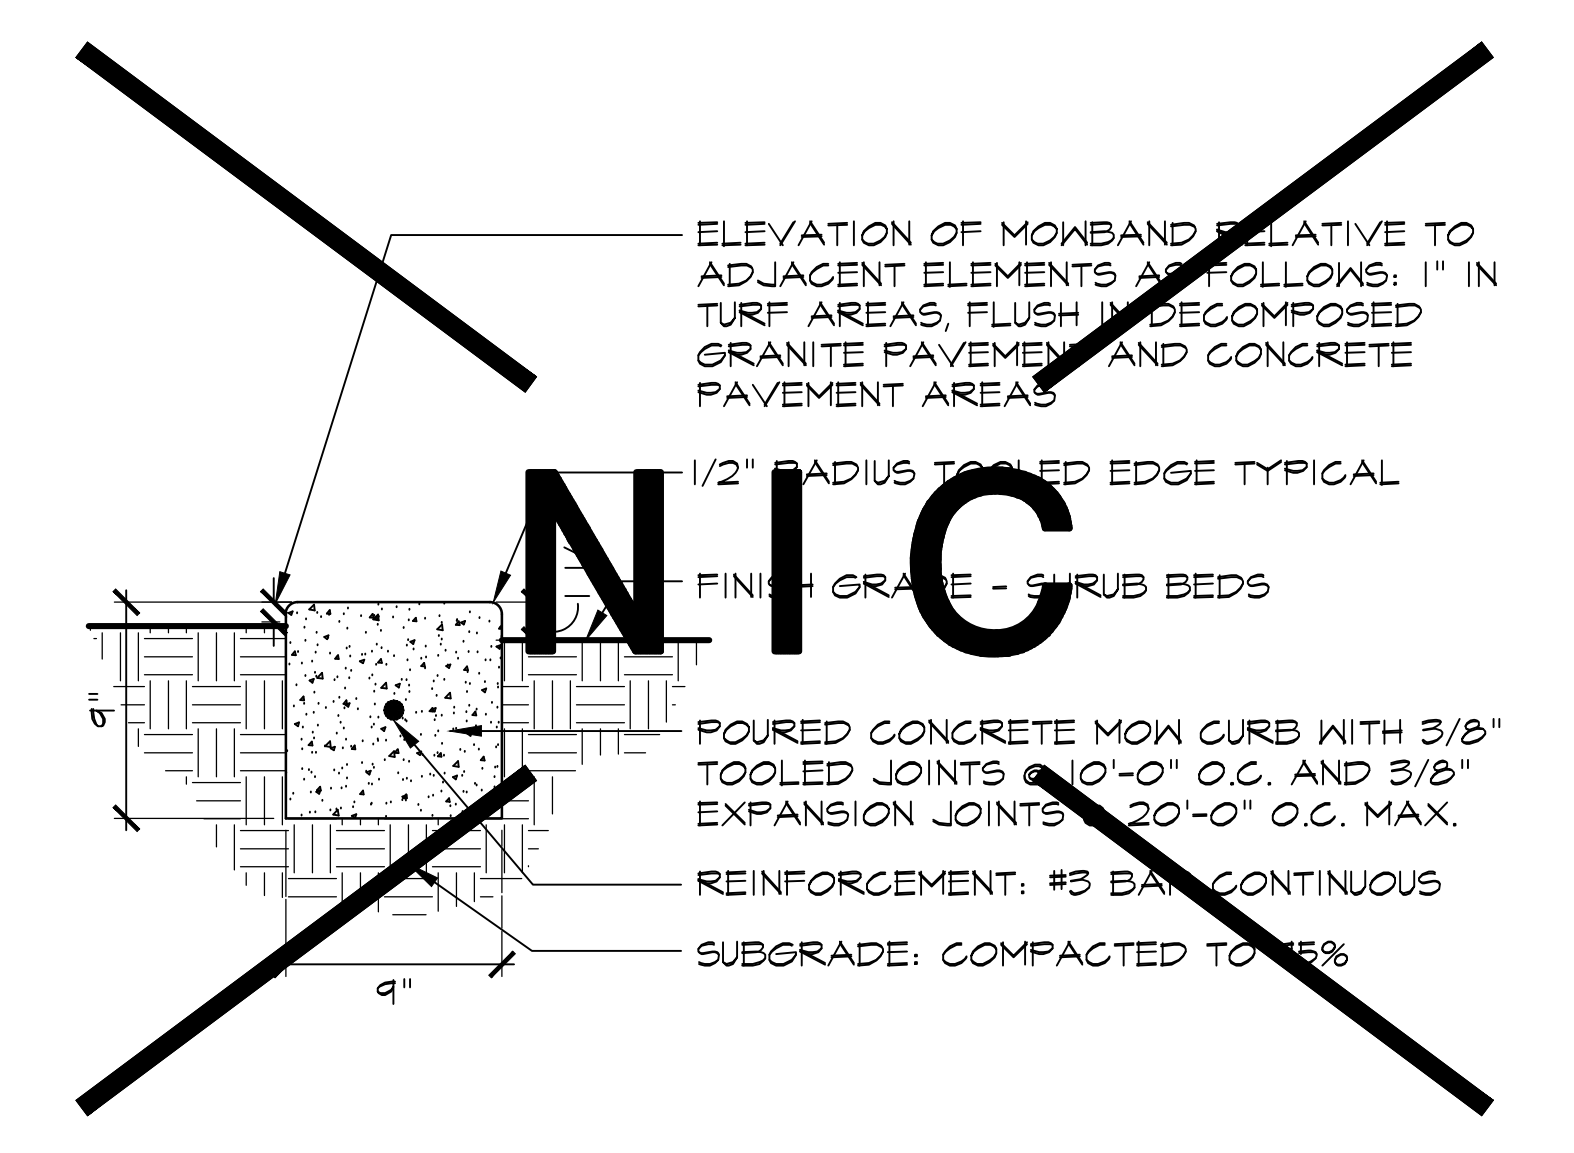 ELEVATION OF MOWBAND RELATIVE TO
ADJACENT ELEMENTS AS FOLLOWS: 1" IN
TURF AREAS, FLUSH IN DECOMPOSED
GRANITE PAVEMENT AND CONCRETE
PAVEMENT AREAS
1/2" RADIUS TOOLED EDGE TYPICAL
NIC
FINISH GRADE - SHRUB BEDS
9"
POURED CONCRETE MOW CURB WITH 3/8"
TOOLED JOINTS @ 10'-0" O.C. AND 3/8"
EXPANSION JOINTS @ 20'-0" O.C. MAX.
REINFORCEMENT: #3 BAR CONTINUOUS
SUBGRADE: COMPACTED TO
9"